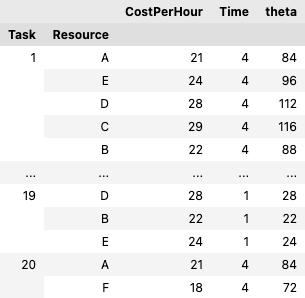 CostPerHour Time theta
Task Resource
1 A 21 4 84
E 24 4 96
D 28 4 112
C 29 4 116
B 22 4 88
... ... ... ... ...
19 D 28 1 28
B 22 1 22
E 24 1 24
20 A 21 4 84
F 18 4 72